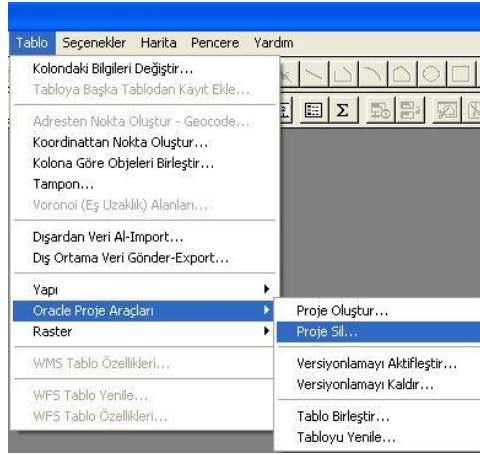 Tablo Seçenekler Harita Pencere Yardım
Kolondaki Bilgileri Değiştir...
Tabloya Başka Tablodan Kayıt Ekle...
Adresten Nokta Oluştur - Geocode...
Koordinattan Nokta Oluştur...
Kolona Göre Objeleri Birleştir...
Tampon...
Voronoi (Eş Uzaklık) Alanları...
Dışardan Veri Al-Import...
Dış Ortama Veri Gönder-Export...
Yapı
Oracle Proje Araçları
Raster
WMS Tablo Özellikleri...
WFS Tablo Yenile...
WFS Tablo Özellikleri...
Proje Oluştur...
Proje Sil...
Versiyonlamayı Aktifleştir...
Versiyonlamayı Kaldır...
Tablo Birleştir...
Tabloyu Yenile...